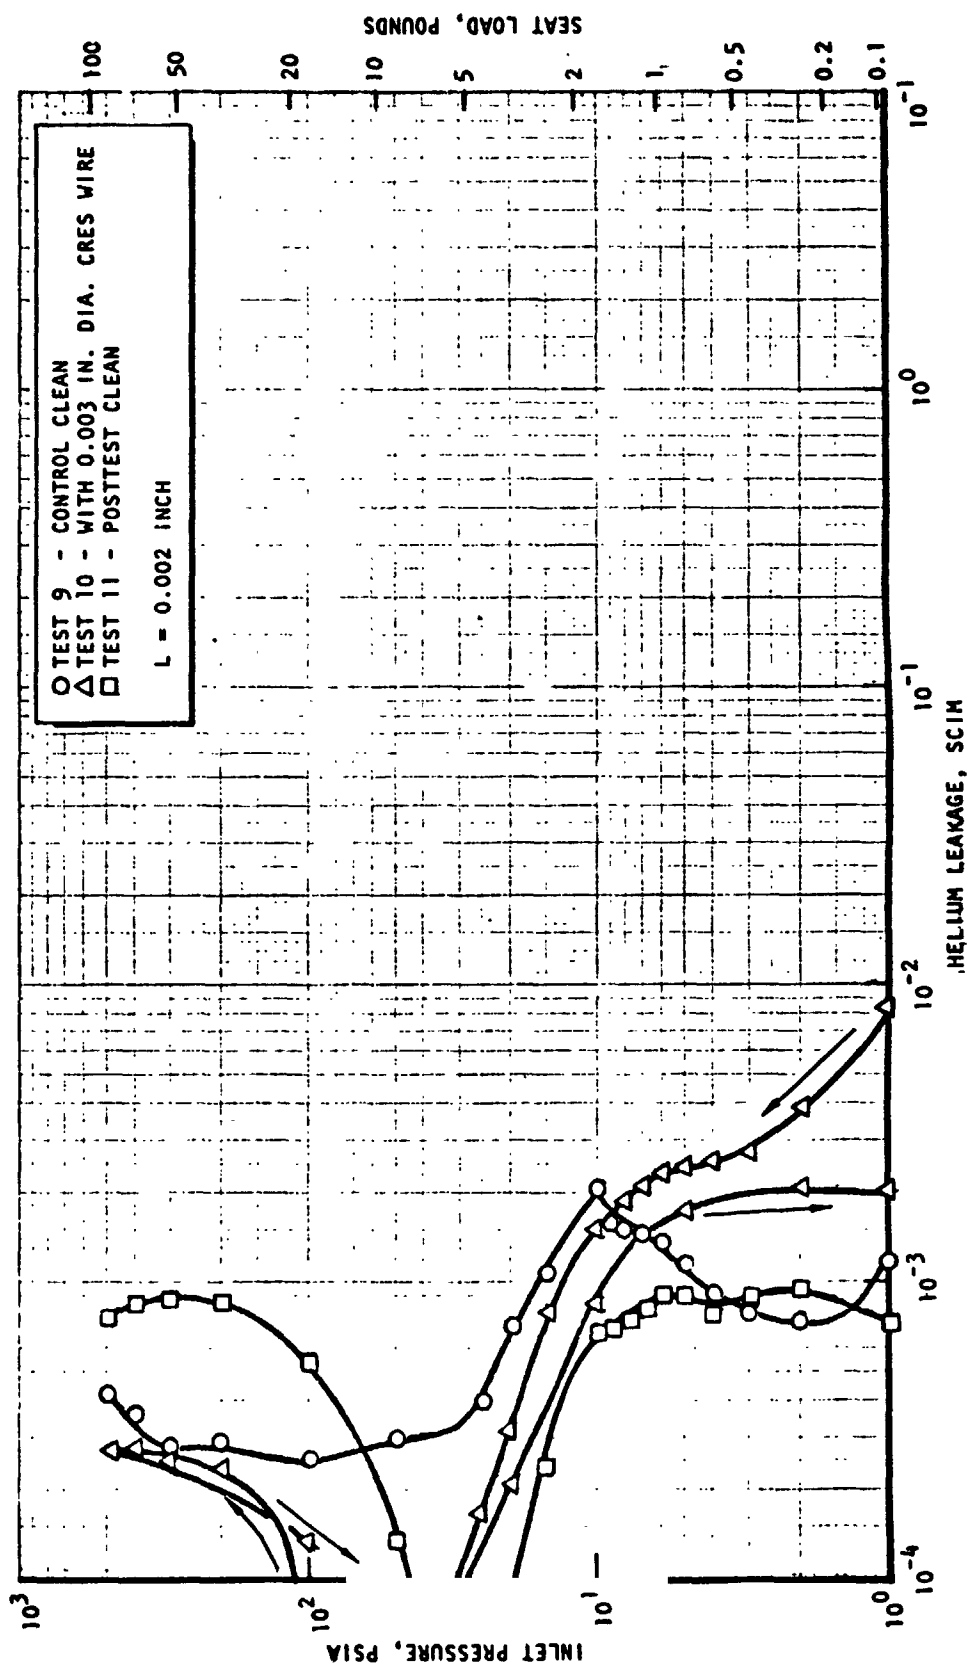 ○ TEST 9 - CONTROL CLEAN
△ TEST 10 - WITH 0.003 IN. DIA. CRES WIRE
□ TEST 11 - POSTTEST CLEAN
L = 0.002 INCH
INLET PRESSURE, PSIA
10³
10²
10¹
10⁰
SEAT LOAD, POUNDS
100
50
20
10
5
2
1
0.5
0.2
0.1
10⁻⁴
10⁻³
10⁻²
10⁻¹
10⁰
10⁻¹
HELIUM LEAKAGE, SCIM